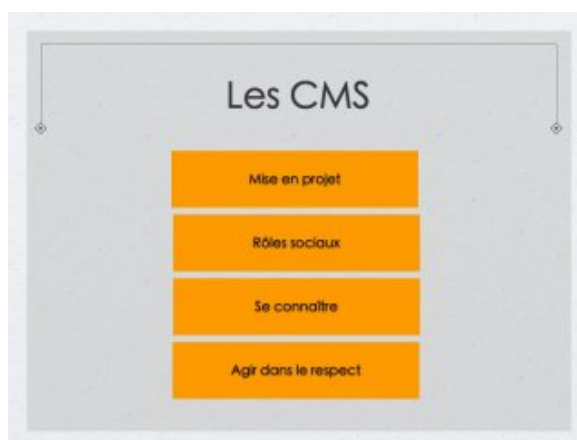 Les CMS
Mise en projet
Rôles sociaux
Se connaître
Agir dans le respect